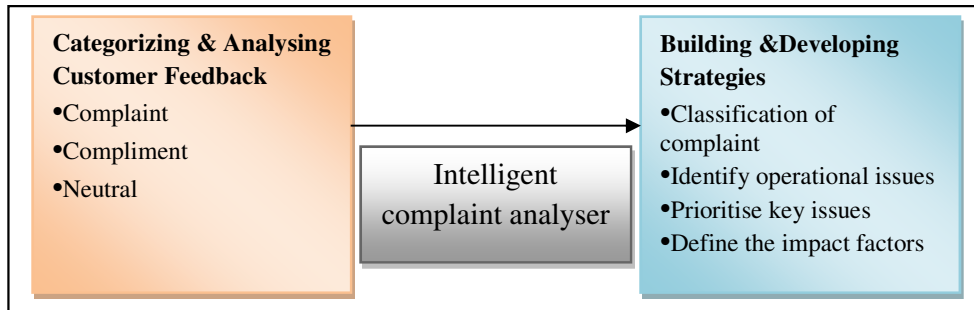 Categorizing & Analysing
Customer Feedback
•Complaint
•Compliment
•Neutral
Intelligent
complaint analyser
Building &Developing
Strategies
•Classification of
complaint
•Identify operational issues
•Prioritise key issues
•Define the impact factors